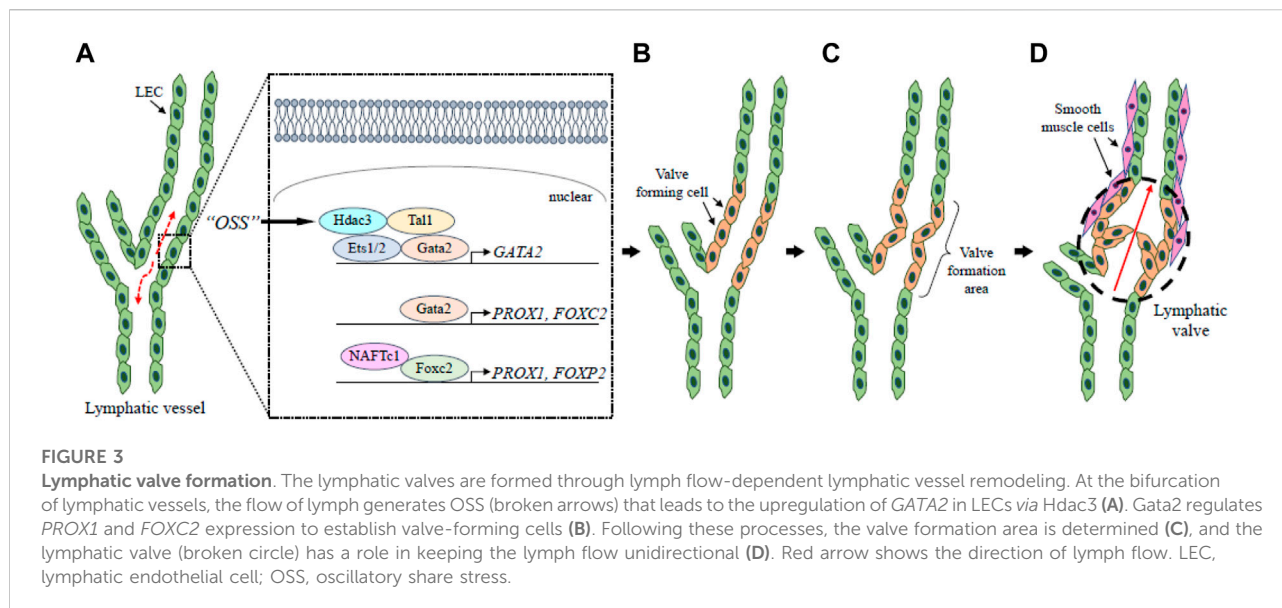 A
B
C
D
LEC
Smooth
muscle cells
nuclear
Valve
forming cell
"OSS"
Hdac3
Tal1
Ets1/2
Gata2
GATA2
Valve
formation
area
Gata2
PROX1, FOXC2
Lymphatic
valve
NAFTc1
Foxc2
PROX1, FOXP2
Lymphatic vessel
FIGURE 3
Lymphatic valve formation. The lymphatic valves are formed through lymph flow-dependent lymphatic vessel remodeling. At the bifurcation
of lymphatic vessels, the flow of lymph generates OSS (broken arrows) that leads to the upregulation of GATA2 in LECs via Hdac3 (A). Gata2 regulates
PROX1 and FOXC2 expression to establish valve-forming cells (B). Following these processes, the valve formation area is determined (C), and the
lymphatic valve (broken circle) has a role in keeping the lymph flow unidirectional (D). Red arrow shows the direction of lymph flow. LEC,
lymphatic endothelial cell; OSS, oscillatory share stress.